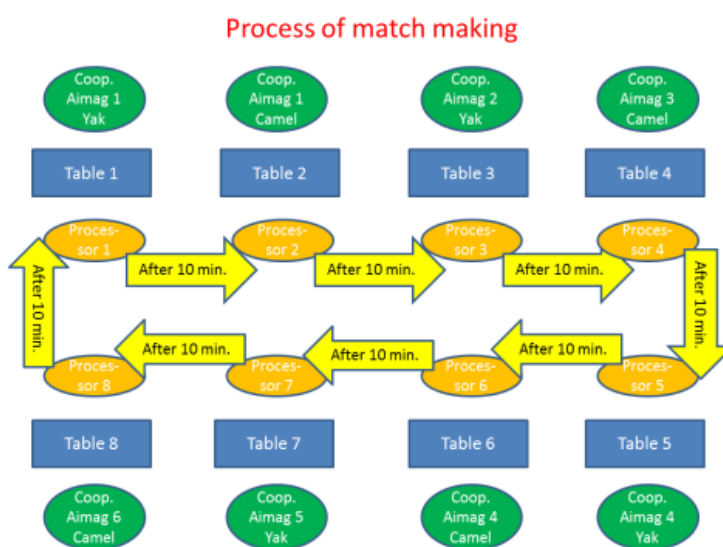 Process of match making
Coop.
Aimag 1
Yak
Coop.
Aimag 1
Camel
Coop.
Aimag 2
Yak
Coop.
Aimag 3
Camel
Table 1
Table 2
Table 3
Table 4
Proces-
sor 1
Proces-
sor 2
Proces-
sor 3
Proces-
sor 4
After 10 min.
After 10 min.
After 10 min.
After 10 min.
After 10 min.
After 10 min.
After 10 min.
After 10 min.
Proces-
sor 8
Proces-
sor 7
Proces-
sor 6
Proces-
sor 5
Table 8
Table 7
Table 6
Table 5
Coop.
Aimag 6
Camel
Coop.
Aimag 5
Yak
Coop.
Aimag 4
Camel
Coop.
Aimag 4
Yak